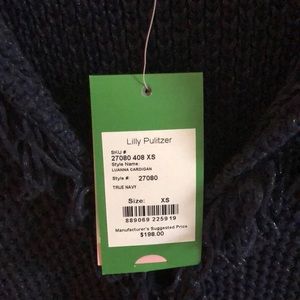 Lilly Pulitzer
SKU #
27080 408 XS
Style Name
LUANNA CARDIGAN
Style # 27080
TRUE NAVY
Size: XS
889069 225919
Manufacturer's Suggested Price
$198.00